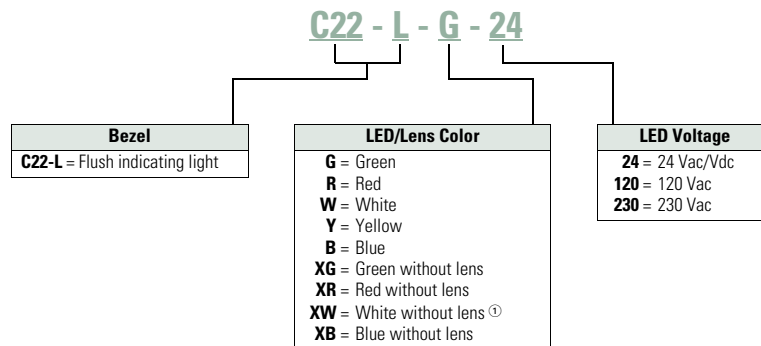 C22 - L - G - 24
Bezel
C22-L = Flush indicating light
LED/Lens Color
G = Green
R = Red
W = White
Y = Yellow
B = Blue
XG = Green without lens
XR = Red without lens
XW = White without lens ①
XB = Blue without lens
LED Voltage
24 = 24 Vac/Vdc
120 = 120 Vac
230 = 230 Vac